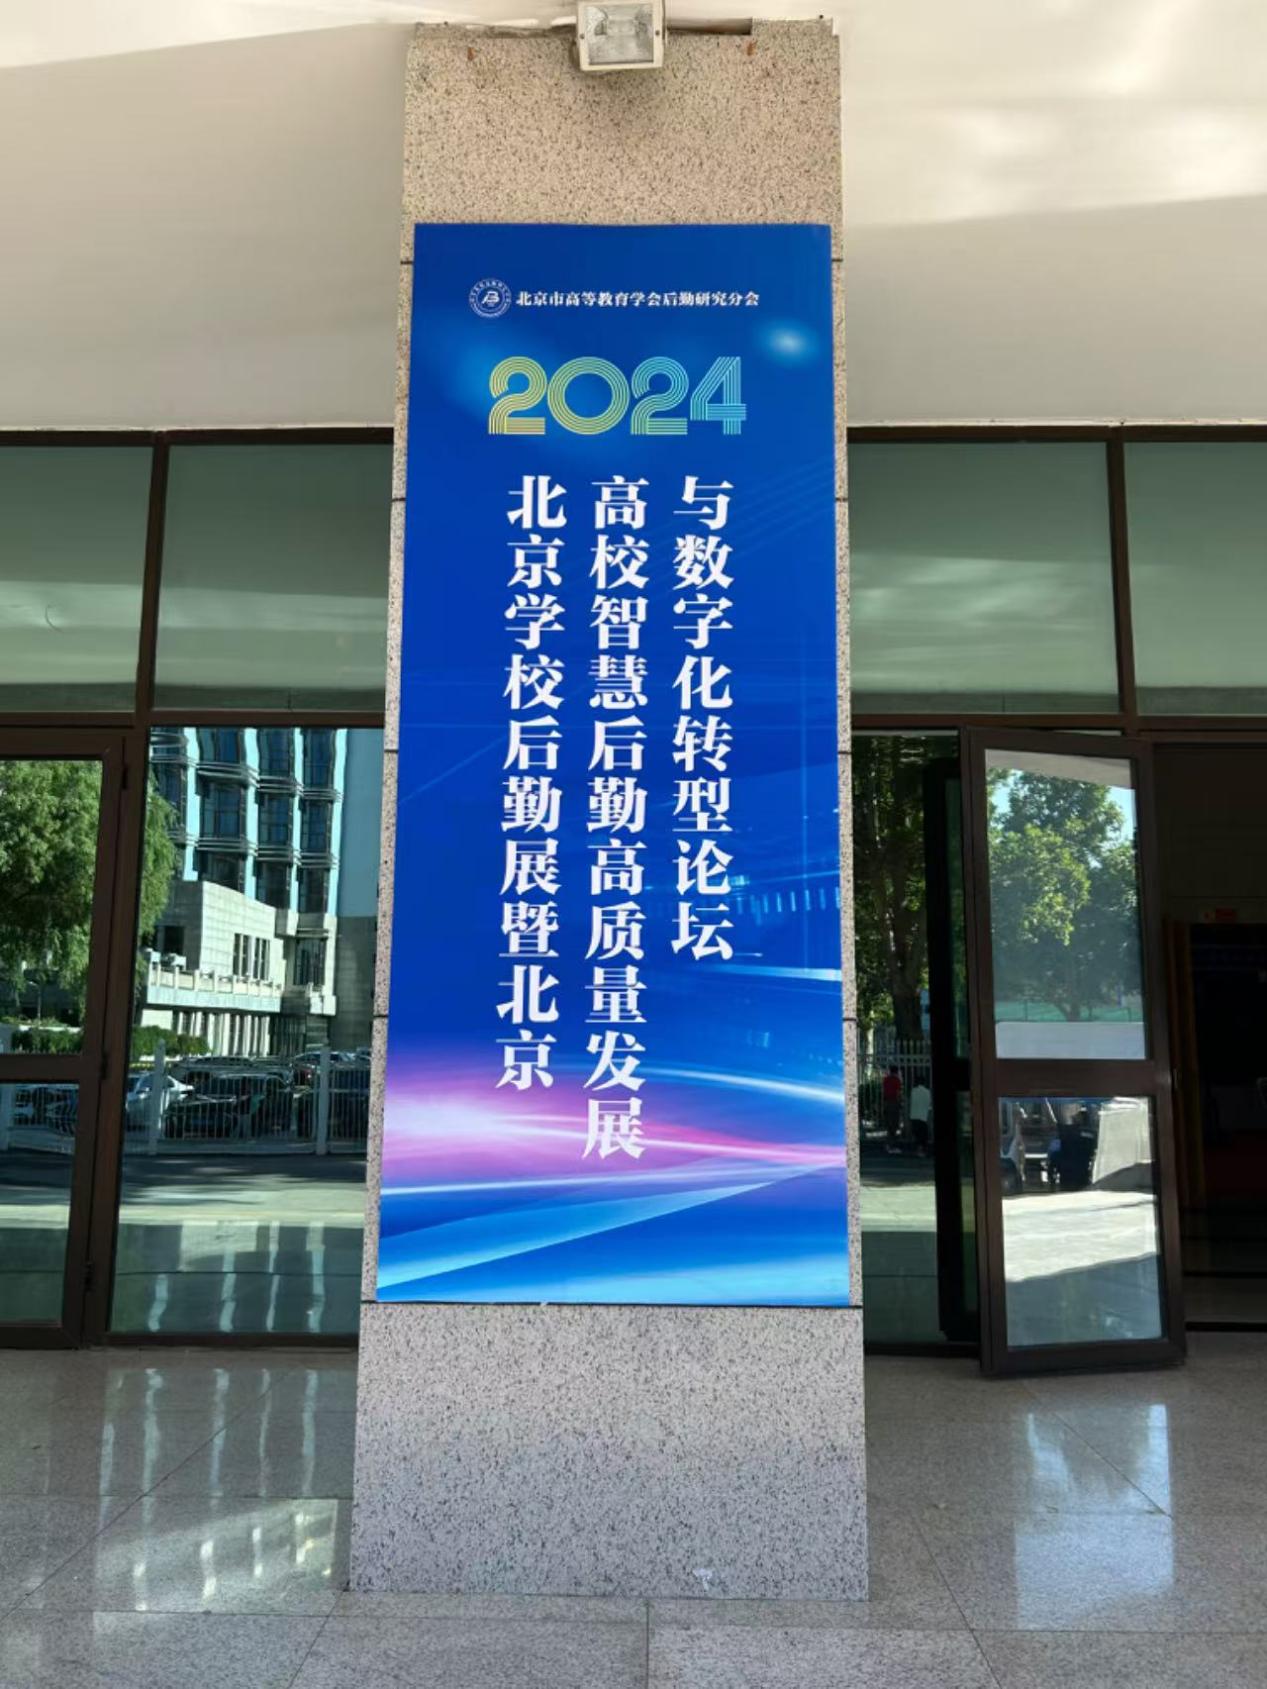 北京市高等教育学会后勤研究分会
2024
北京学校后勤展暨北京
高校智慧后勤高质量发展
与数字化转型论坛